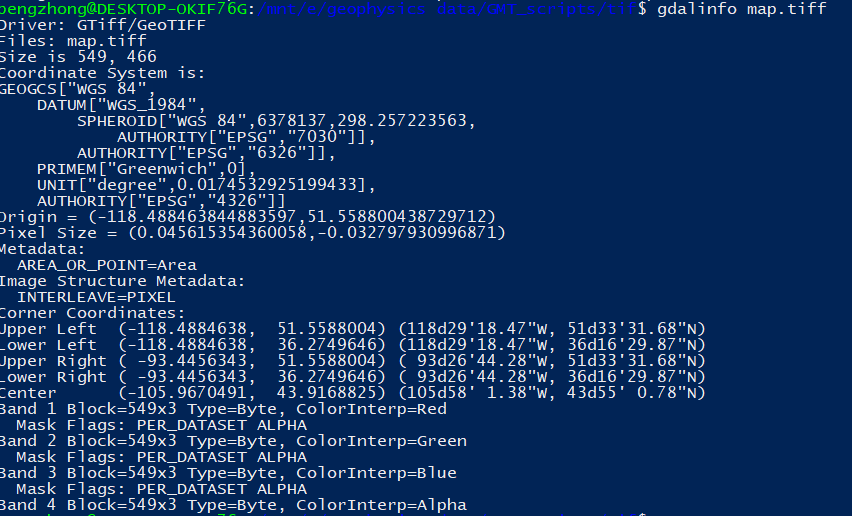 pengzhong@DESKTOP-OKIF76G:/mnt/e/geophysics data/GMT_scripts/tif$ gdalinfo map.tiff
Driver: GTiff/GeoTIFF
Files: map.tiff
Size is 549, 466
Coordinate System is:
GEOGCS["WGS 84",
    DATUM["WGS_1984",
        SPHEROID["WGS 84",6378137,298.257223563,
            AUTHORITY["EPSG","7030"]],
        AUTHORITY["EPSG","6326"]],
    PRIMEM["Greenwich",0],
    UNIT["degree",0.0174532925199433],
    AUTHORITY["EPSG","4326"]]
Origin = (-118.488463844883597,51.558800438729712)
Pixel Size = (0.045615354360058,-0.032797930996871)
Metadata:
  AREA_OR_POINT=Area
Image Structure Metadata:
  INTERLEAVE=PIXEL
Corner Coordinates:
Upper Left  (-118.4884638,  51.5588004) (118d29'18.47"W, 51d33'31.68"N)
Lower Left  (-118.4884638,  36.2749646) (118d29'18.47"W, 36d16'29.87"N)
Upper Right ( -93.4456343,  51.5588004) ( 93d26'44.28"W, 51d33'31.68"N)
Lower Right ( -93.4456343,  36.2749646) ( 93d26'44.28"W, 36d16'29.87"N)
Center      (-105.9670491,  43.9168825) (105d58' 1.38"W, 43d55' 0.78"N)
Band 1 Block=549x3 Type=Byte, ColorInterp=Red
  Mask Flags: PER_DATASET ALPHA
Band 2 Block=549x3 Type=Byte, ColorInterp=Green
  Mask Flags: PER_DATASET ALPHA
Band 3 Block=549x3 Type=Byte, ColorInterp=Blue
  Mask Flags: PER_DATASET ALPHA
Band 4 Block=549x3 Type=Byte, ColorInterp=Alpha